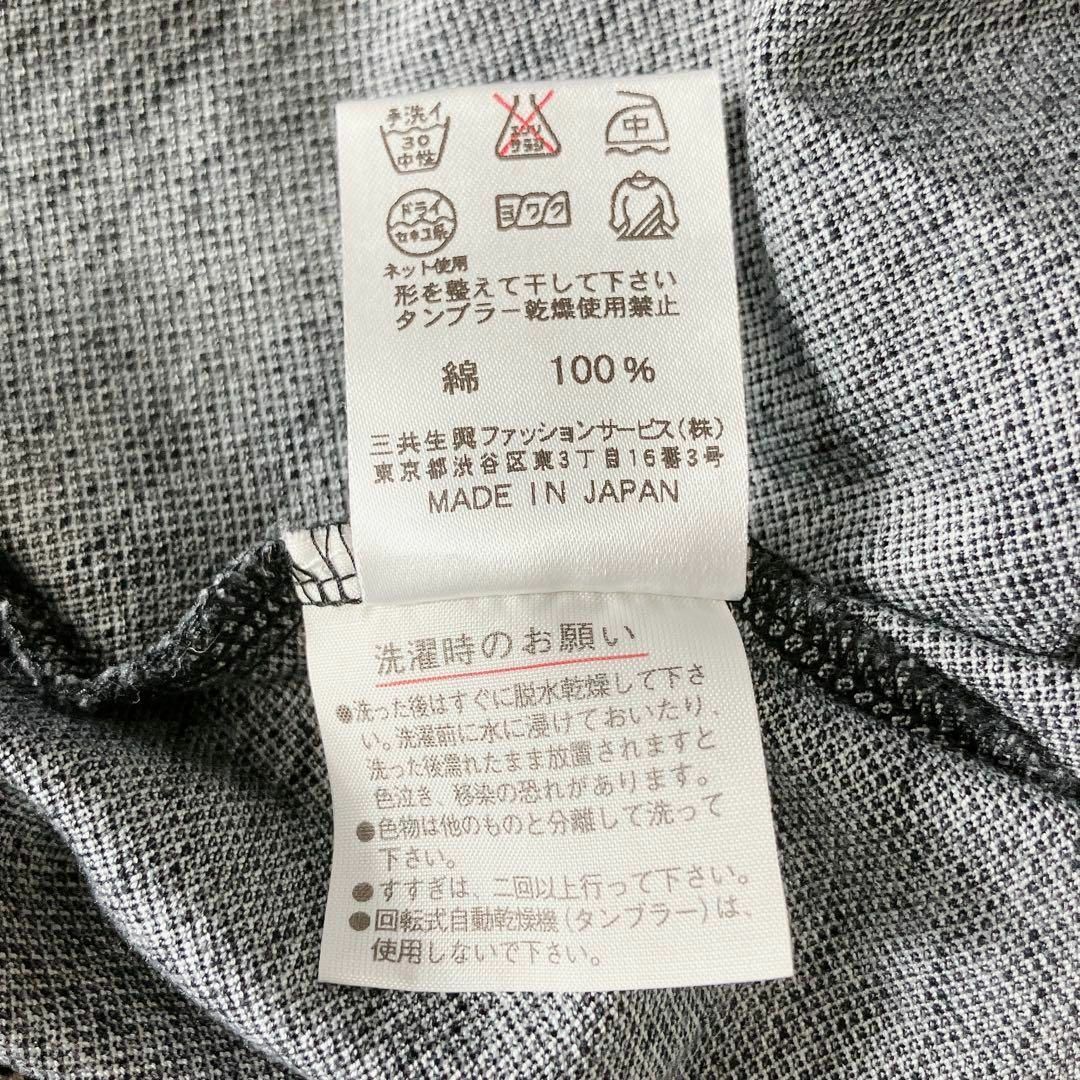 手洗イ
30
中性
エンソ
サラシ
中
ドライ
セキユ系
ヨワク
ネット使用
形を整えて干して下さい
タンブラー乾燥使用禁止
綿 100%
三共生興ファッションサービス(株)
東京都渋谷区東3丁目16番3号
MADE IN JAPAN
洗濯時のお願い
●洗った後はすぐに脱水乾燥して下さ
い。洗濯前に水に浸けておいたり、
洗った後濡れたまま放置されますと
色泣き、移染の恐れがあります。
●色物は他のものと分離して洗って
下さい。
●すすぎは、二回以上行って下さい。
●回転式自動乾燥機(タンブラー)は、
使用しないで下さい。